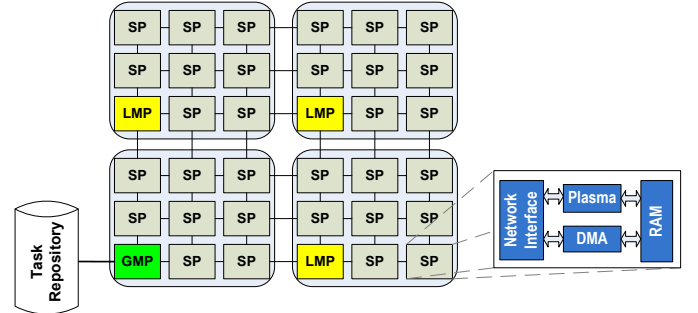 SP SP SP SP SP SP
SP SP SP SP SP SP
LMP SP SP LMP SP SP
SP SP SP SP SP SP
SP SP SP SP SP SP
GMP SP SP LMP SP SP
Task
Repository
Network
Interface
Plasma
DMA
RAM